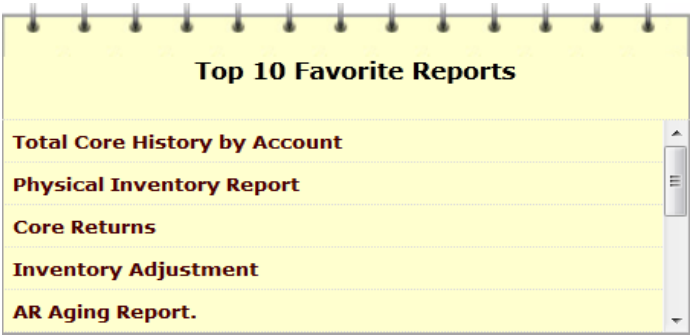 Top 10 Favorite Reports
Total Core History by Account
Physical Inventory Report
Core Returns
Inventory Adjustment
AR Aging Report.